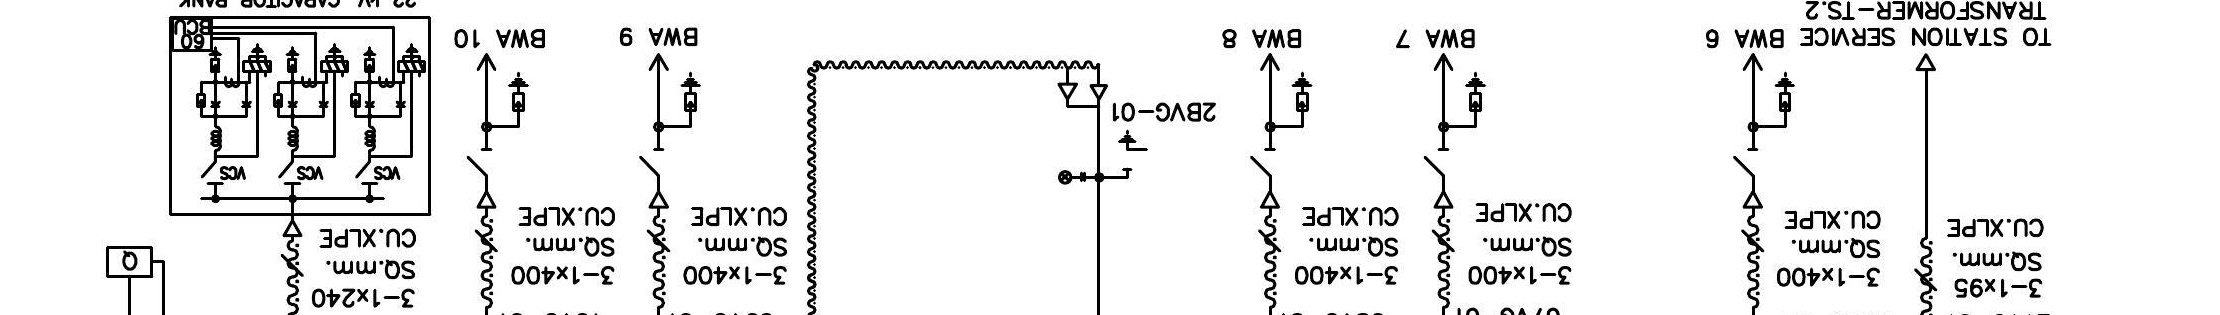 3-1x95
SQ.mm.
CU.XLPE
TO STATION SERVICE
TRANSFORMER-TS.2
3-1x400
SQ.mm.
CU.XLPE
BWA 6
3-1x400
SQ.mm.
CU.XLPE
BWA 7
3-1x400
SQ.mm.
CU.XLPE
BWA 8
2BVG-01
3-1x400
SQ.mm.
CU.XLPE
BWA 9
3-1x400
SQ.mm.
CU.XLPE
BWA 10
3-1x240
SQ.mm.
CU.XLPE
VCS
VCS
VCS
60
BCU
CAPACITOR BANK
Q